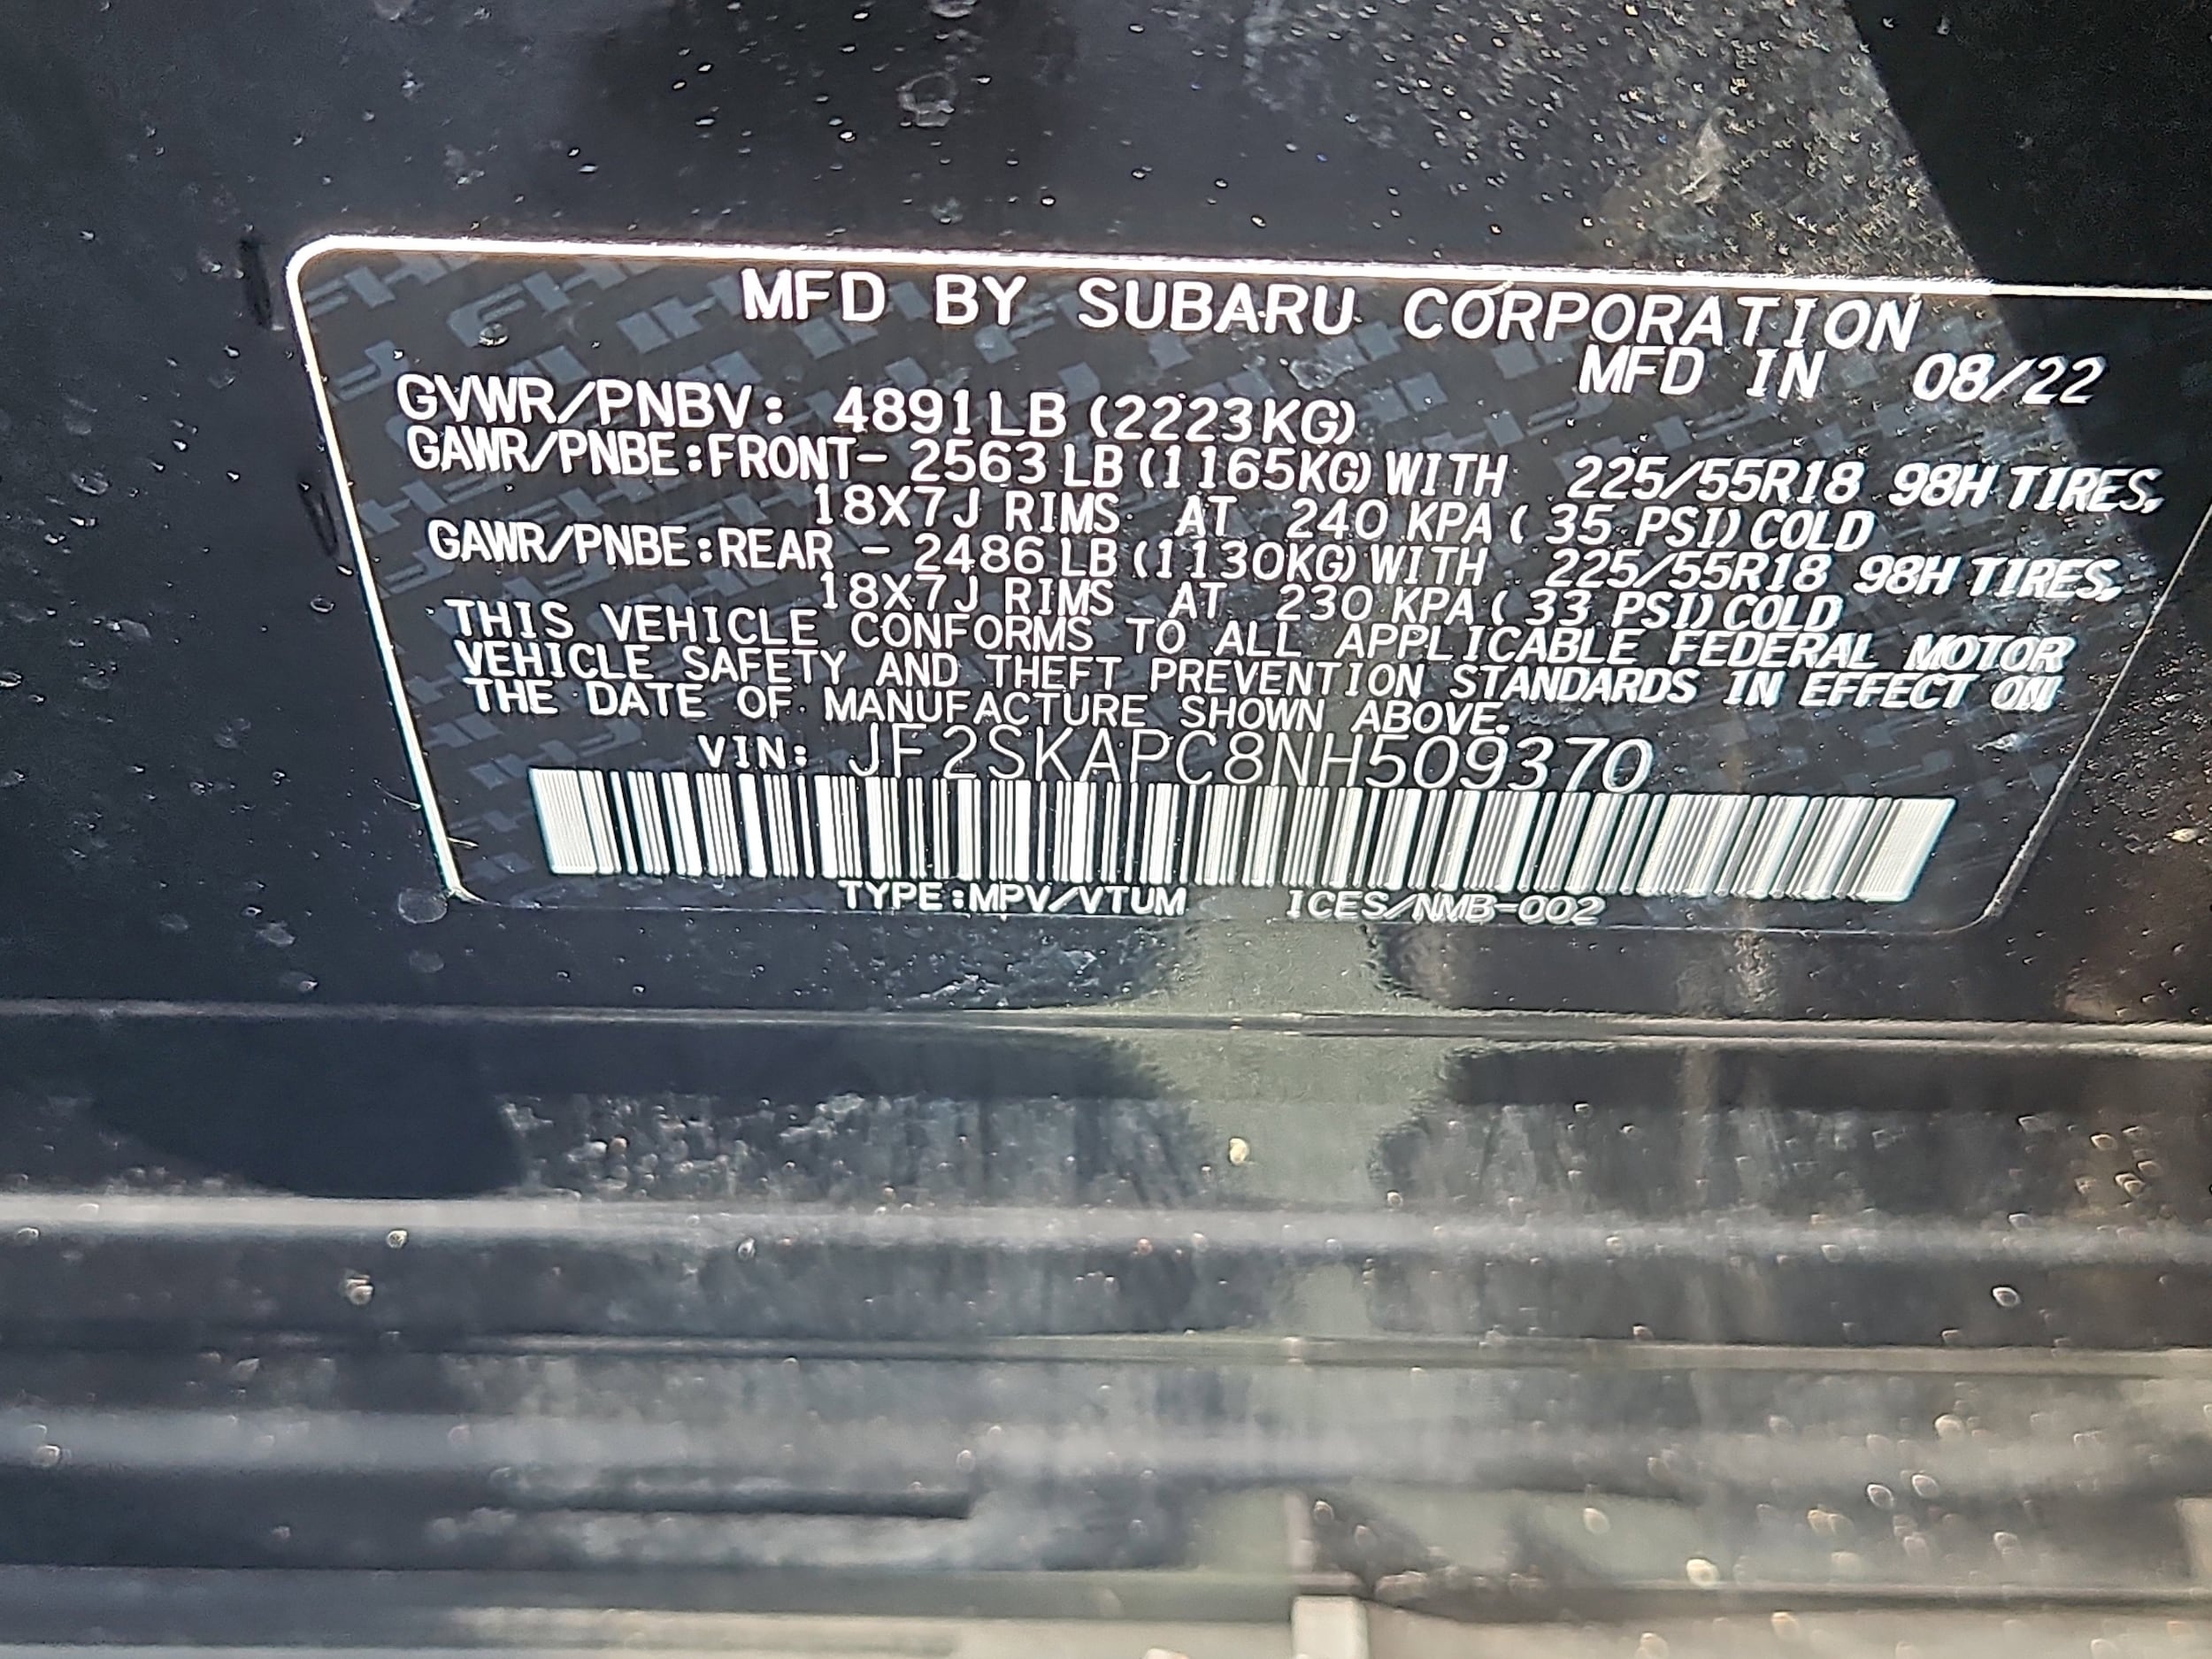 MFD BY SUBARU CORPORATION
MFD IN 08/22
GVWR/PNBV: 4891LB (2223KG)
GAWR/PNBE:FRONT- 2563 LB (1165KG) WITH 225/55R18 98H TIRES,
18X7J RIMS AT 240 KPA ( 35 PSI) COLD
GAWR/PNBE:REAR - 2486 LB (1130KG) WITH 225/55R18 98H TIRES,
18X7J RIMS AT 230 KPA ( 33 PSI) COLD
THIS VEHICLE CONFORMS TO ALL APPLICABLE FEDERAL MOTOR
VEHICLE SAFETY AND THEFT PREVENTION STANDARDS IN EFFECT ON
THE DATE OF MANUFACTURE SHOWN ABOVE.
VIN: JF2SKAPC8NH509370
TYPE:MPV/VTUM ICES/NMB-002